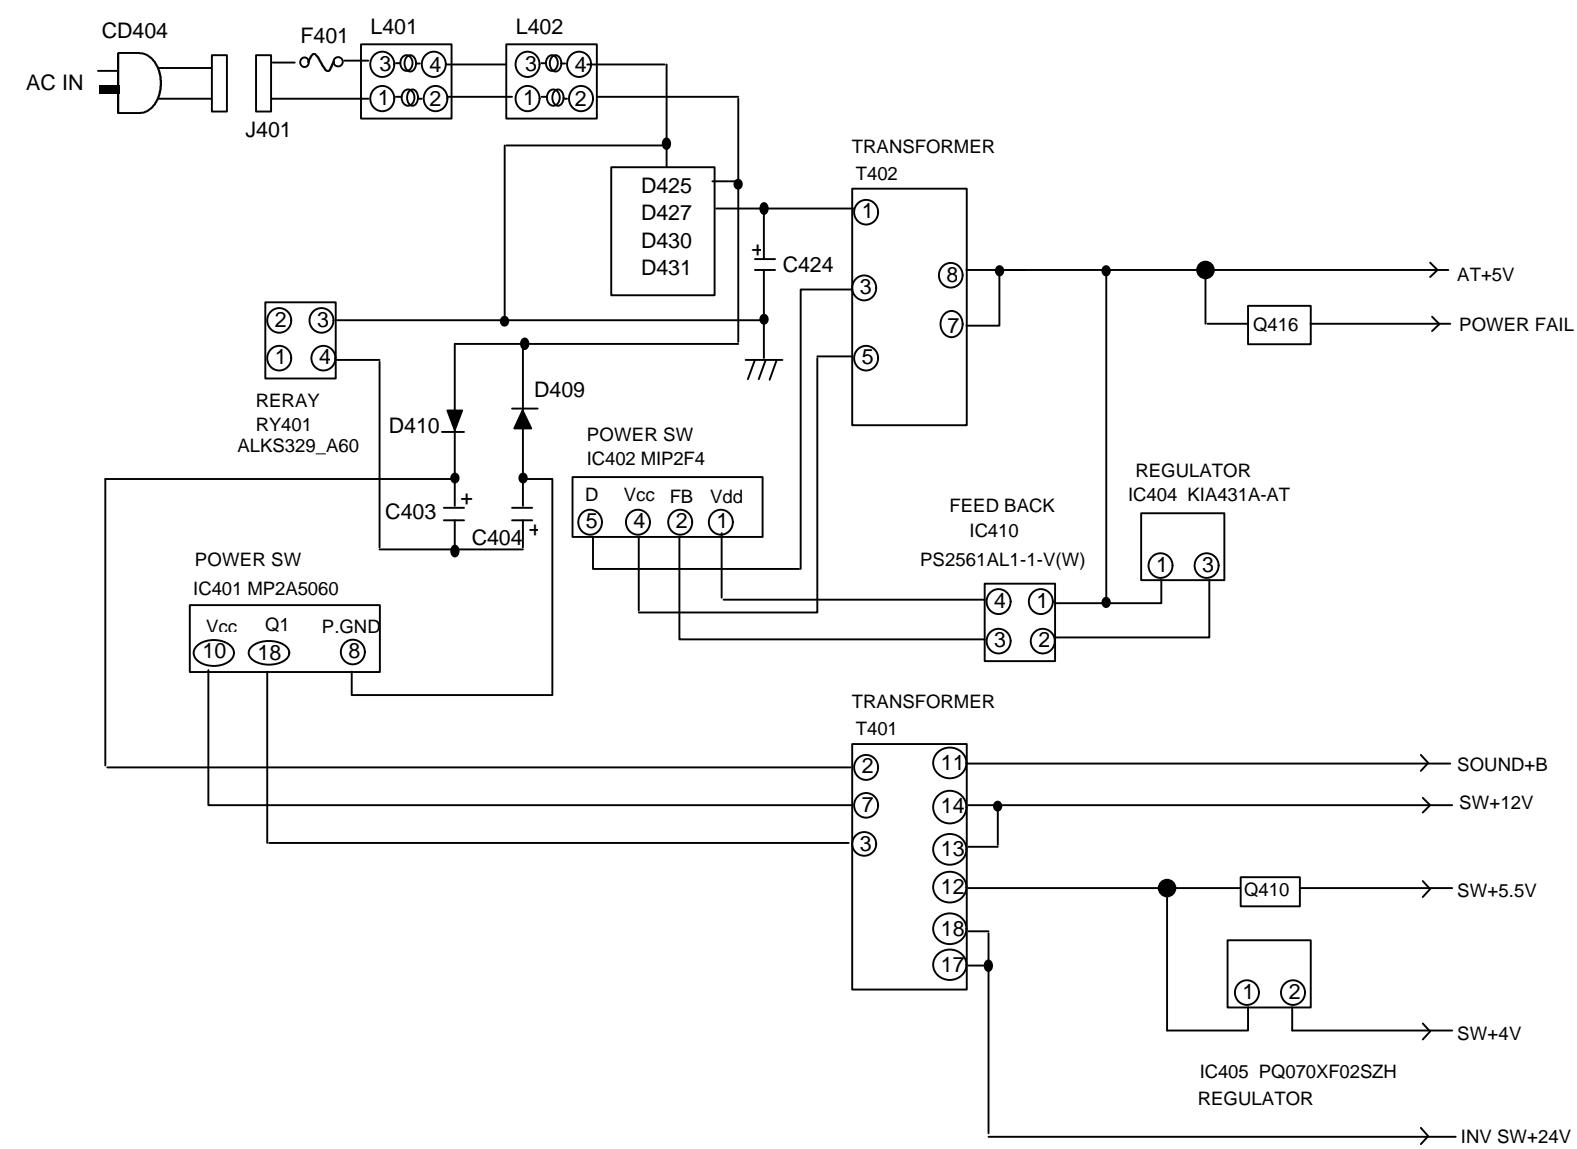 CD404
F401
L401
L402
AC IN
3 4
1 2
3 4
1 2
J401
D425
D427
D430
D431
C424
TRANSFORMER
T402
1
3
5
8
7
AT+5V
Q416
POWER FAIL
2 3
1 4
RERAY
RY401
ALKS329_A60
D410
D409
C403
C404
+
+
+
POWER SW
IC402 MIP2F4
D Vcc FB Vdd
5 4 2 1
FEED BACK
IC410
PS2561AL1-1-V(W)
4 1
3 2
REGULATOR
IC404 KIA431A-AT
1 3
POWER SW
IC401 MP2A5060
Vcc Q1 P.GND
10 18 8
TRANSFORMER
T401
2
7
3
11
14
13
12
18
17
SOUND+B
SW+12V
Q410
SW+5.5V
1 2
SW+4V
IC405 PQ070XF02SZH
REGULATOR
INV SW+24V